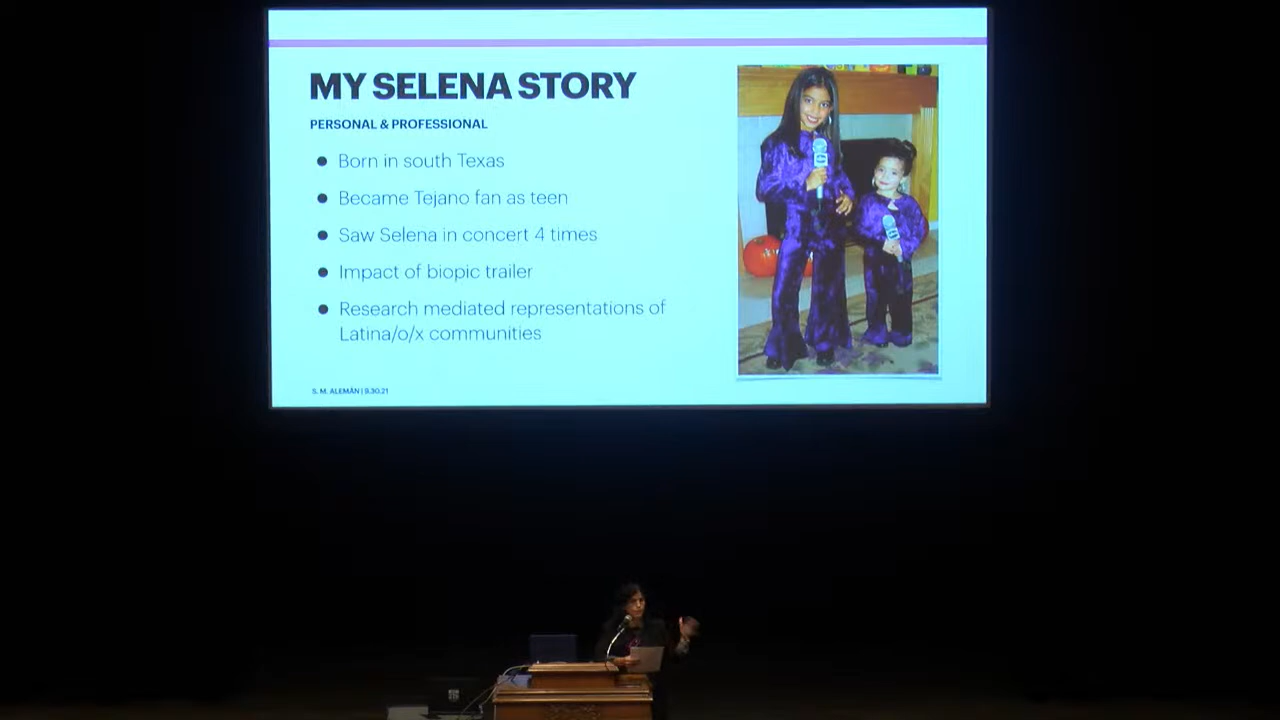 MY SELENA STORY
PERSONAL & PROFESSIONAL
● Born in south Texas
● Became Tejano fan as teen
● Saw Selena in concert 4 times
● Impact of biopic trailer
● Research mediated representations of
Latina/o/x communities
S. M. ALEMÁN | 9.30.21